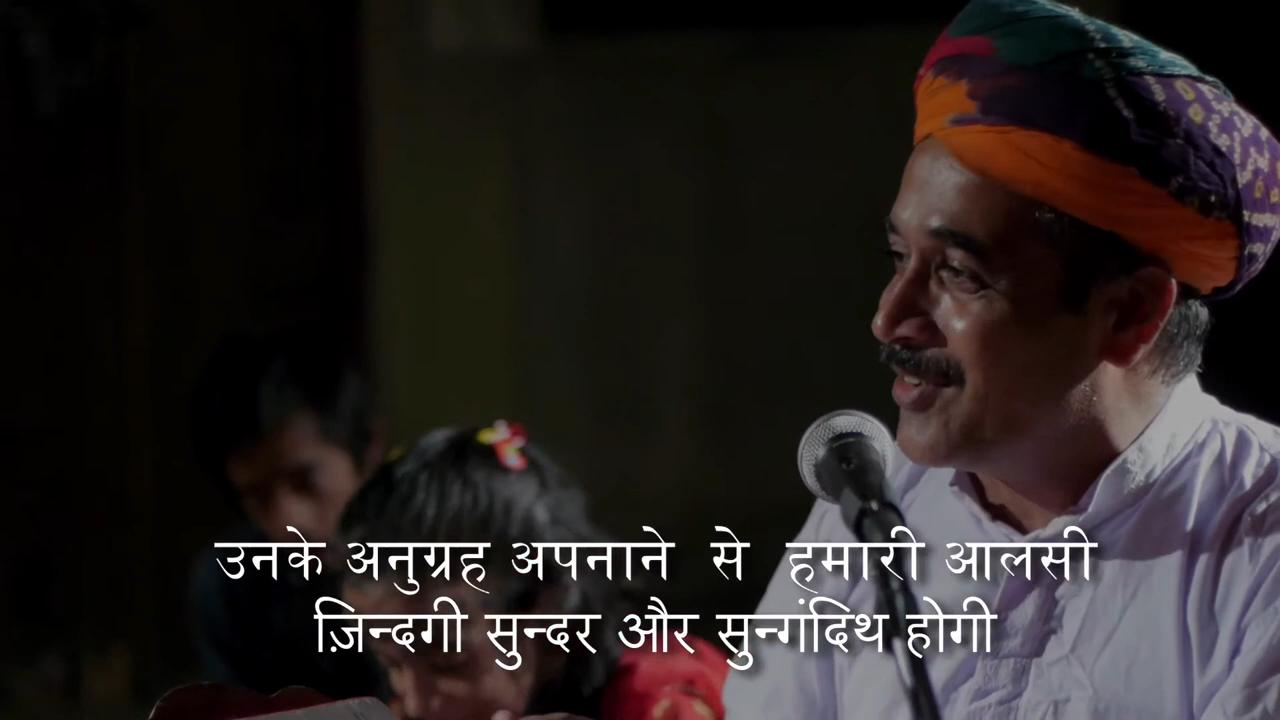 उनके अनुग्रह अपनाने से हमारी आलसी
ज़िन्दगी सुन्दर और सुन्गंदिथ होगी